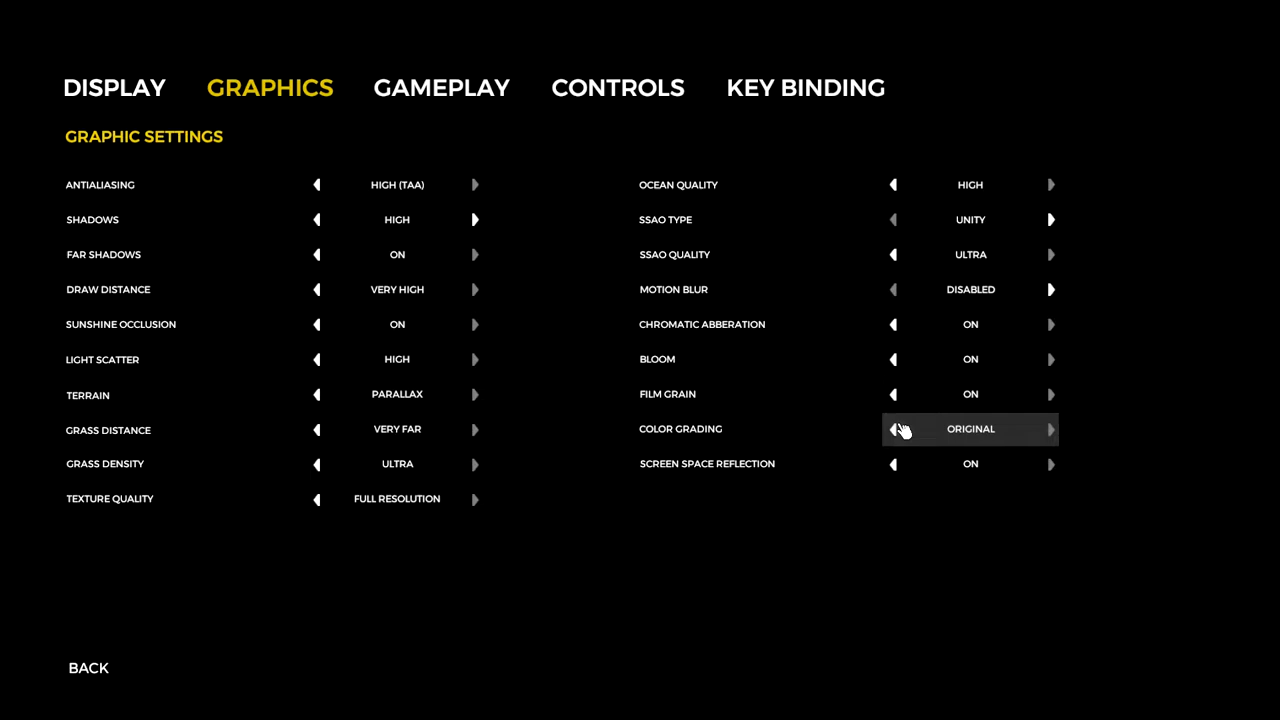 DISPLAY GRAPHICS GAMEPLAY CONTROLS KEY BINDING
GRAPHIC SETTINGS
ANTIALIASING HIGH (TAA)
SHADOWS HIGH
FAR SHADOWS ON
DRAW DISTANCE VERY HIGH
SUNSHINE OCCLUSION ON
LIGHT SCATTER HIGH
TERRAIN PARALLAX
GRASS DISTANCE VERY FAR
GRASS DENSITY ULTRA
TEXTURE QUALITY FULL RESOLUTION
OCEAN QUALITY HIGH
SSAO TYPE UNITY
SSAO QUALITY ULTRA
MOTION BLUR DISABLED
CHROMATIC ABBERATION ON
BLOOM ON
FILM GRAIN ON
COLOR GRADING ORIGINAL
SCREEN SPACE REFLECTION ON
BACK